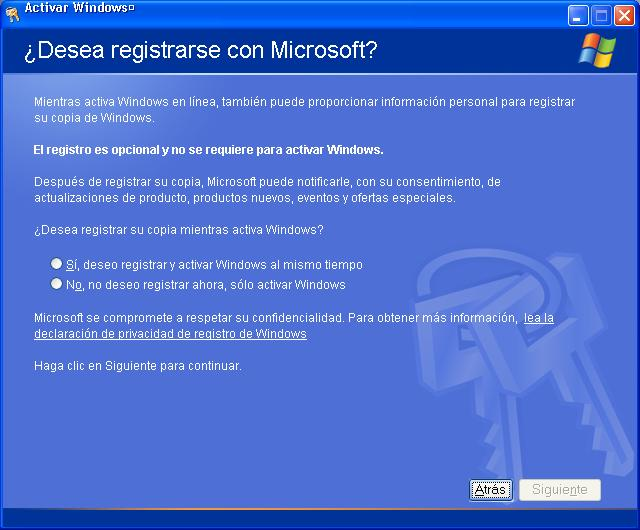 Activar Windows¤
¿Desea registrarse con Microsoft?
Mientras activa Windows en línea, también puede proporcionar información personal para registrar
su copia de Windows.
El registro es opcional y no se requiere para activar Windows.
Después de registrar su copia, Microsoft puede notificarle, con su consentimiento, de
actualizaciones de producto, productos nuevos, eventos y ofertas especiales.
¿Desea registrar su copia mientras activa Windows?
Sí, deseo registrar y activar Windows al mismo tiempo
No, no deseo registrar ahora, sólo activar Windows
Microsoft se compromete a respetar su confidencialidad. Para obtener más información, lea la
declaración de privacidad de registro de Windows
Haga clic en Siguiente para continuar.
Atrás Siguiente